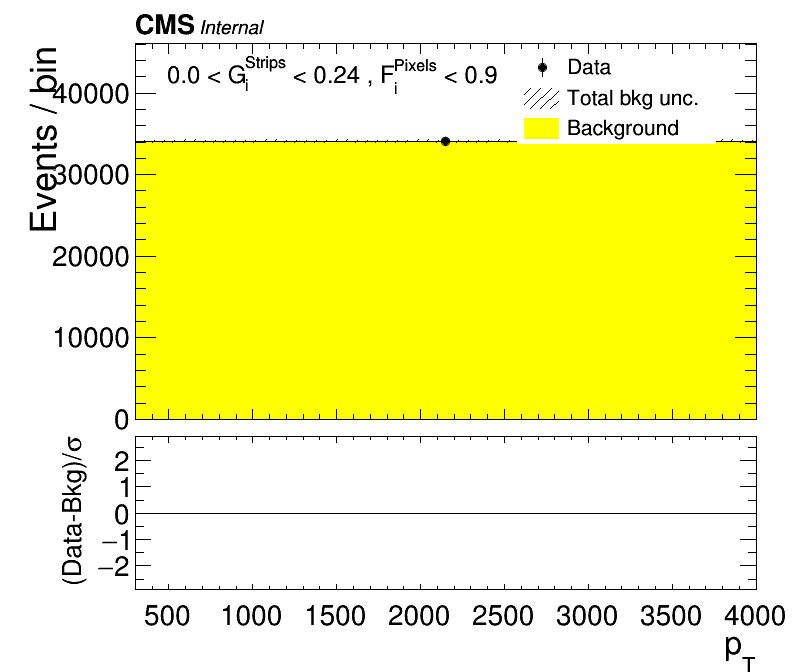 CMS Internal
0.0 < G_i^Strips < 0.24 , F_i^Pixels < 0.9
Data
Total bkg unc.
Background
Events / bin
40000
30000
20000
10000
0
(Data-Bkg)/σ
2
1
0
−1
−2
500 1000 1500 2000 2500 3000 3500 4000
p_T